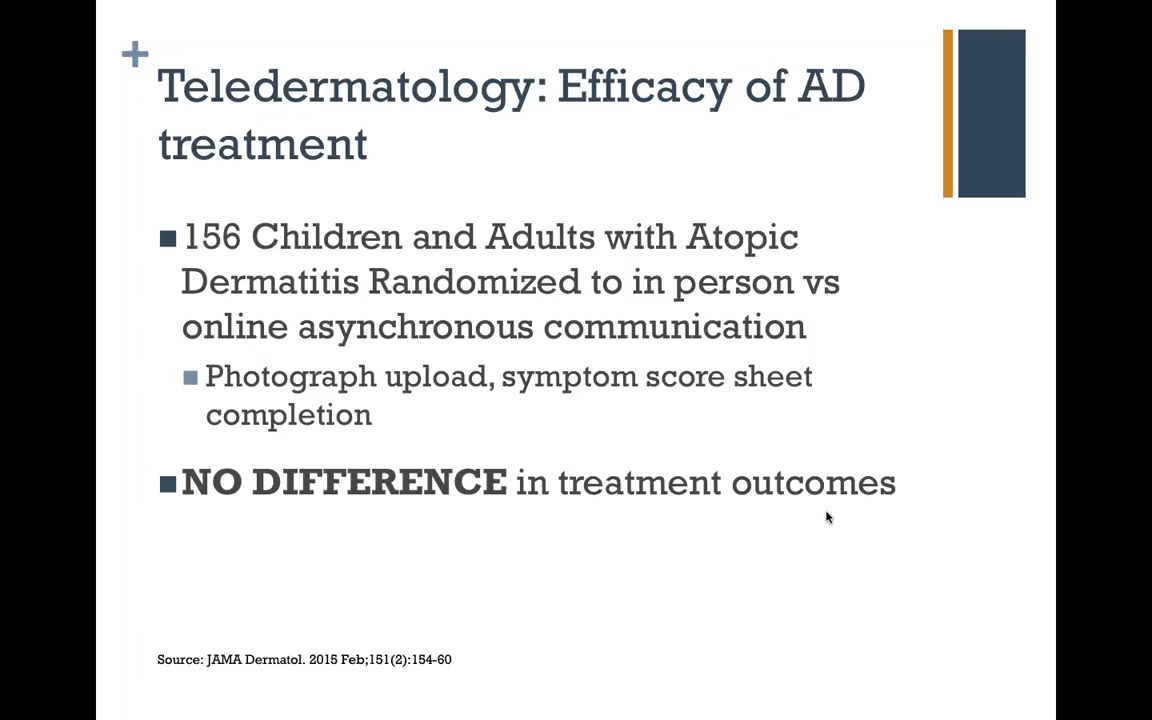 +
Teledermatology: Efficacy of AD
treatment
156 Children and Adults with Atopic
Dermatitis Randomized to in person vs
online asynchronous communication
Photograph upload, symptom score sheet
completion
NO DIFFERENCE in treatment outcomes
Source: JAMA Dermatol. 2015 Feb;151(2):154-60